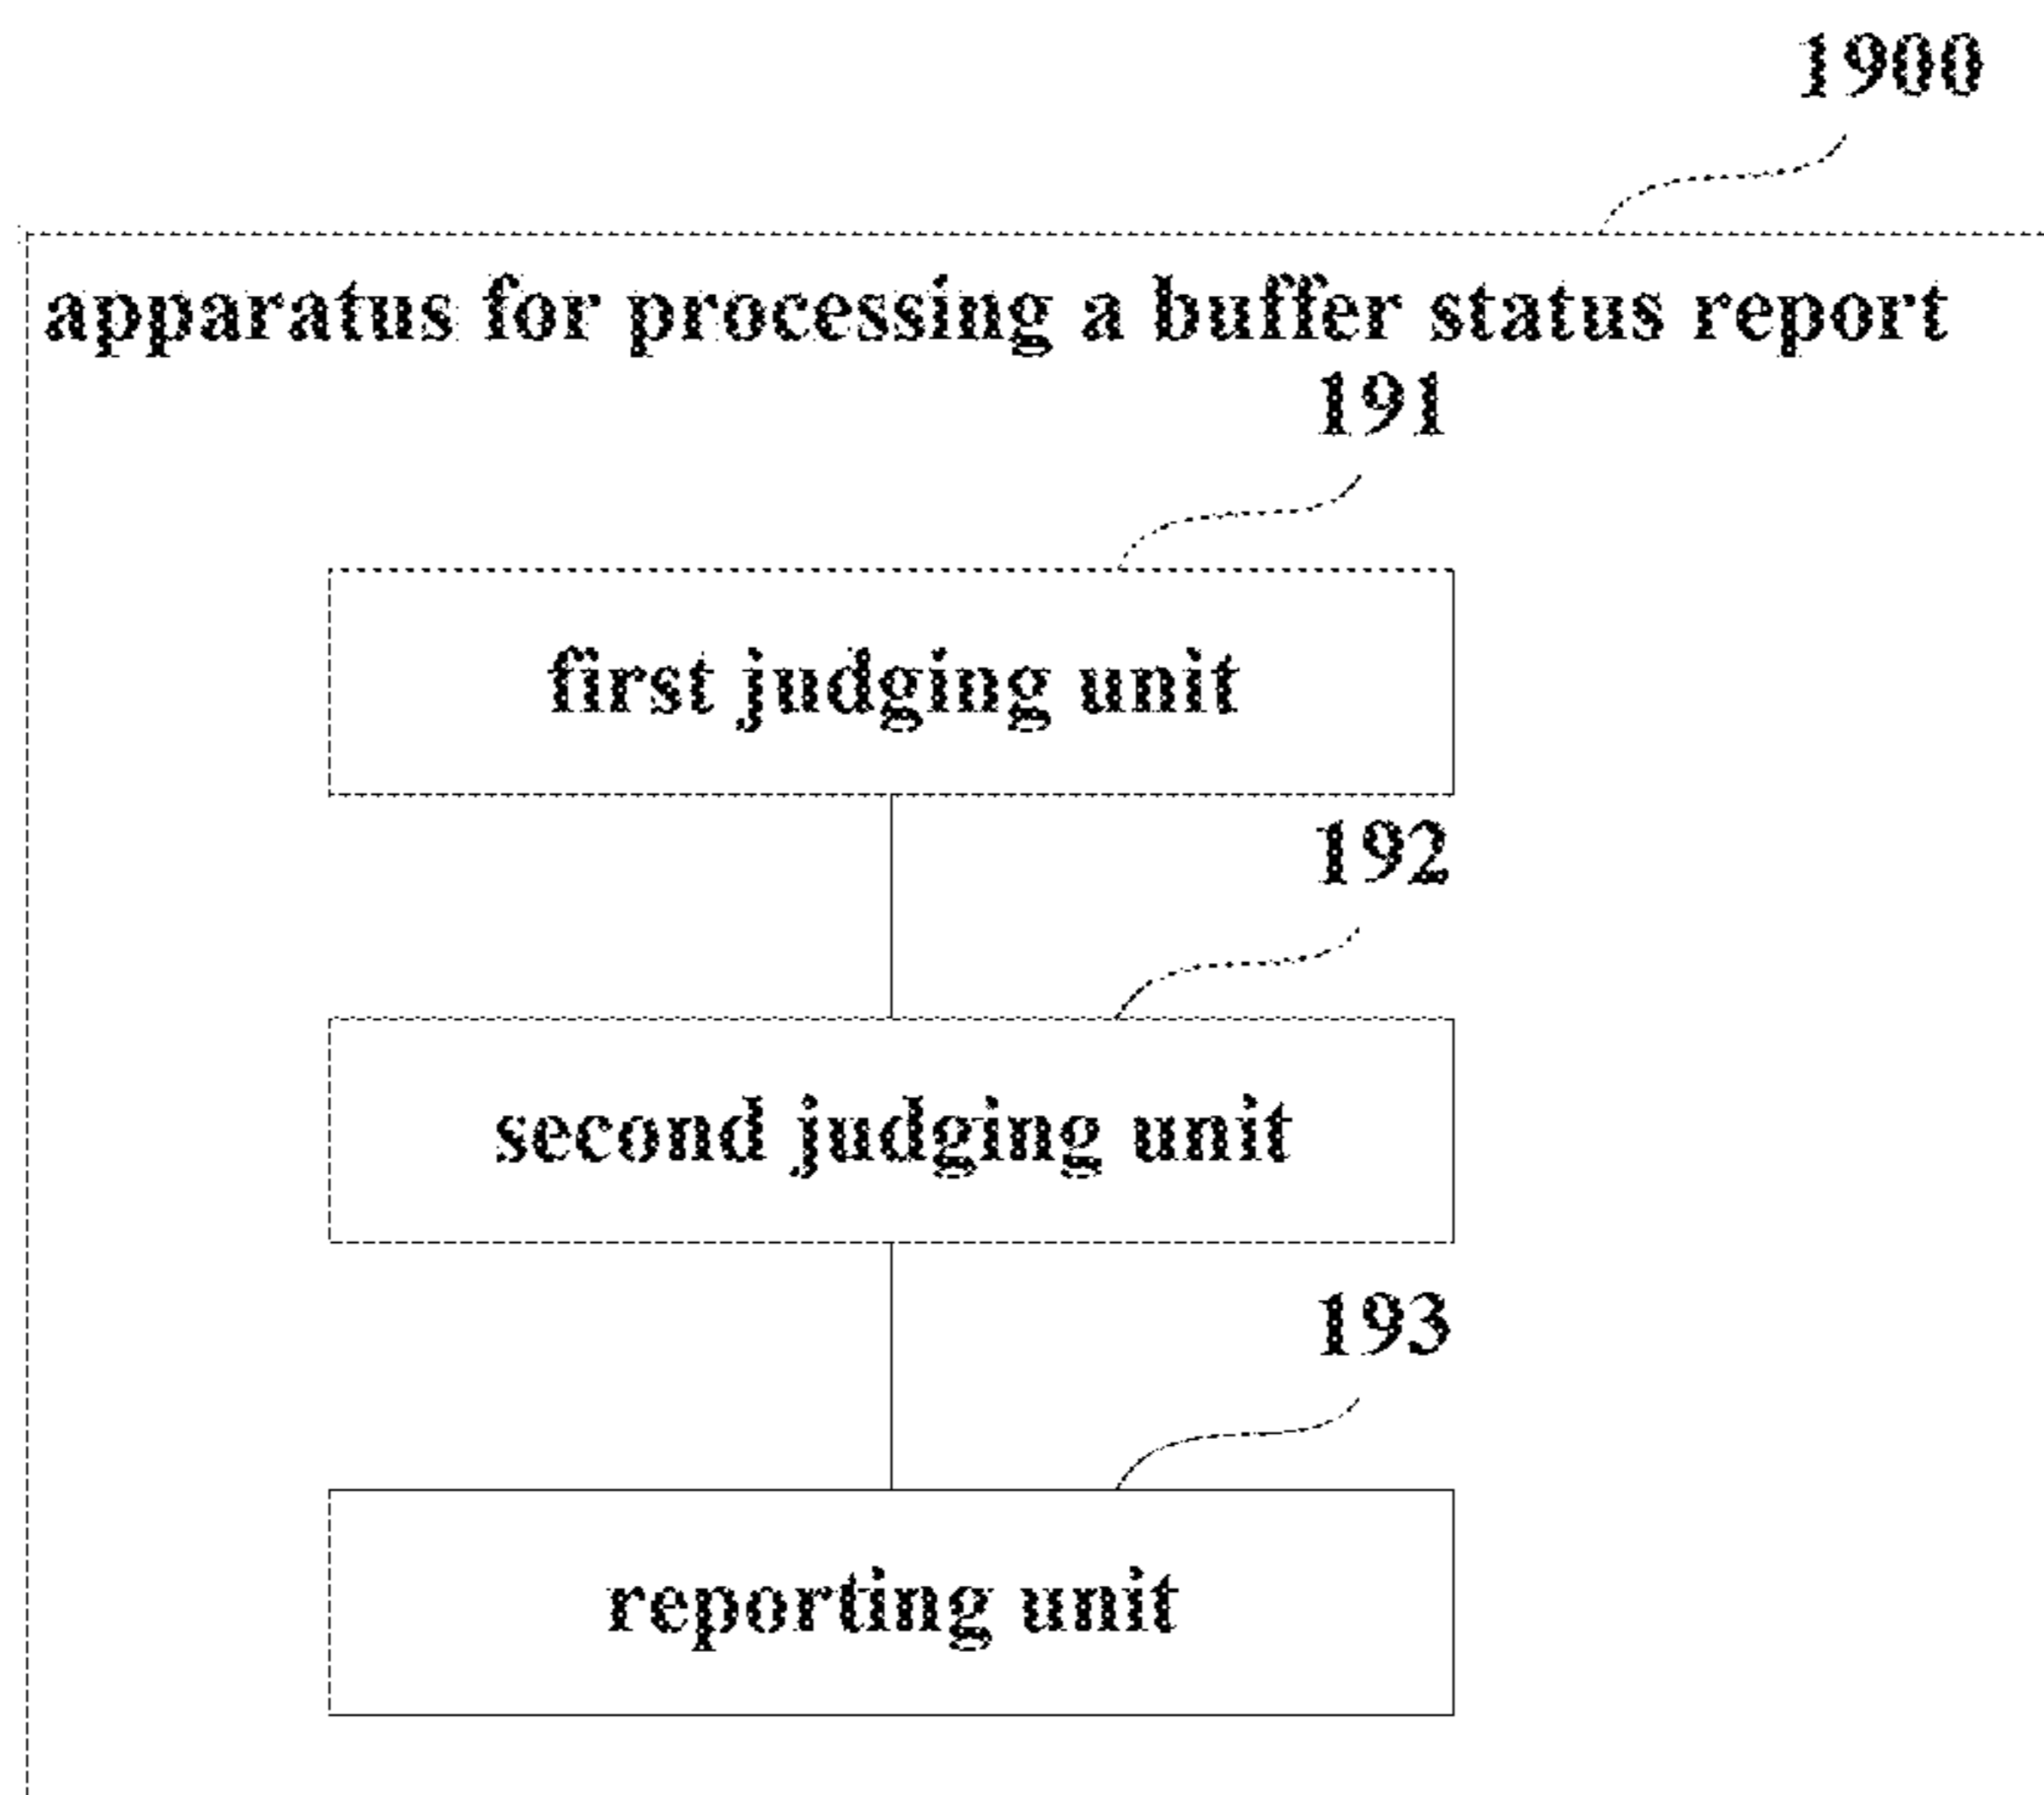 1900
apparatus for processing a buffer status report
191
first judging unit
192
second judging unit
193
reporting unit